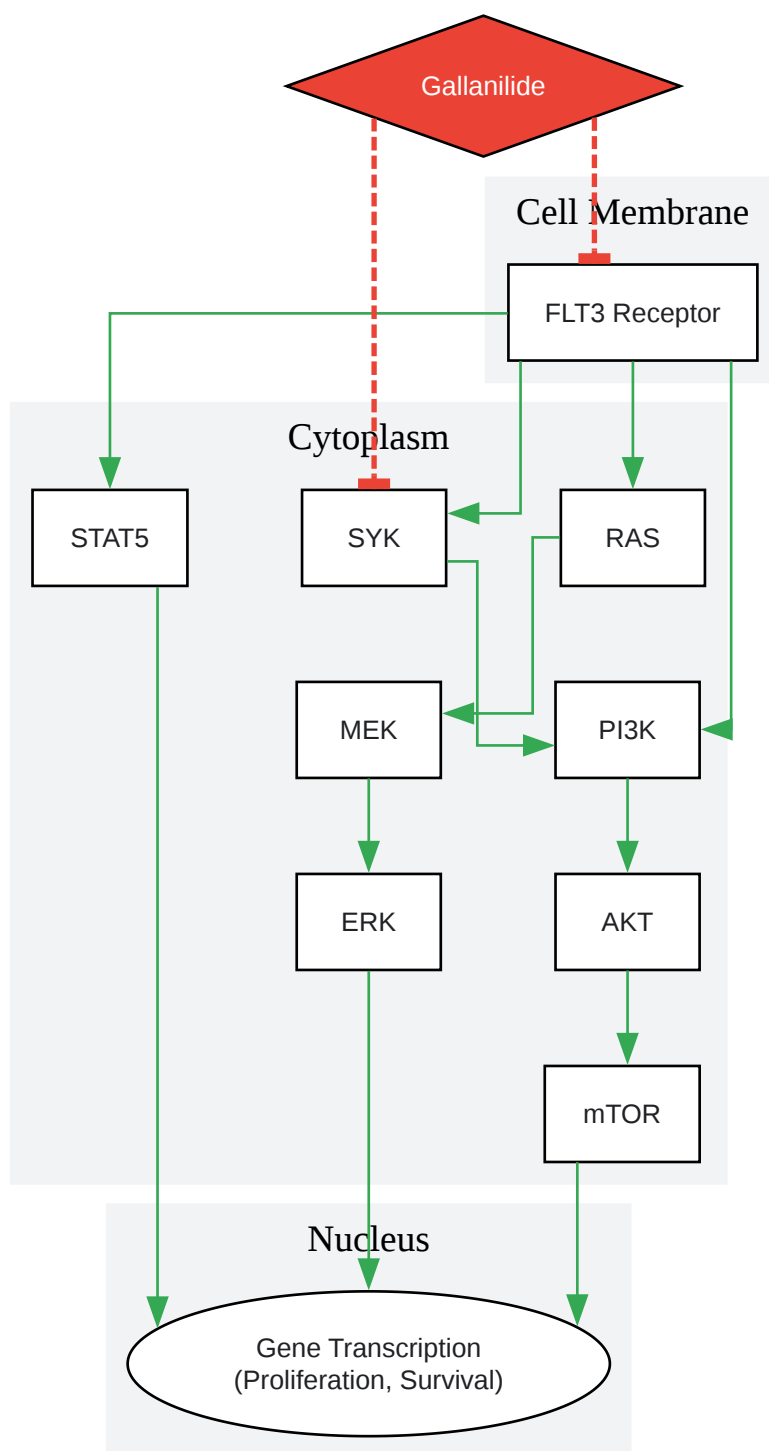 Gallanilide
Cell Membrane
FLT3 Receptor
Cytoplasm
STAT5
SYK
RAS
MEK
PI3K
ERK
AKT
mTOR
Nucleus
Gene Transcription
(Proliferation, Survival)